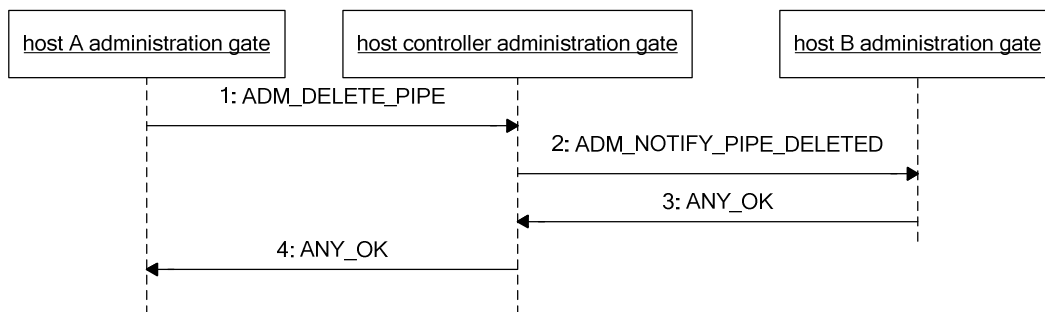 host A administration gate
host controller administration gate
host B administration gate
1: ADM_DELETE_PIPE
2: ADM_NOTIFY_PIPE_DELETED
3: ANY_OK
4: ANY_OK